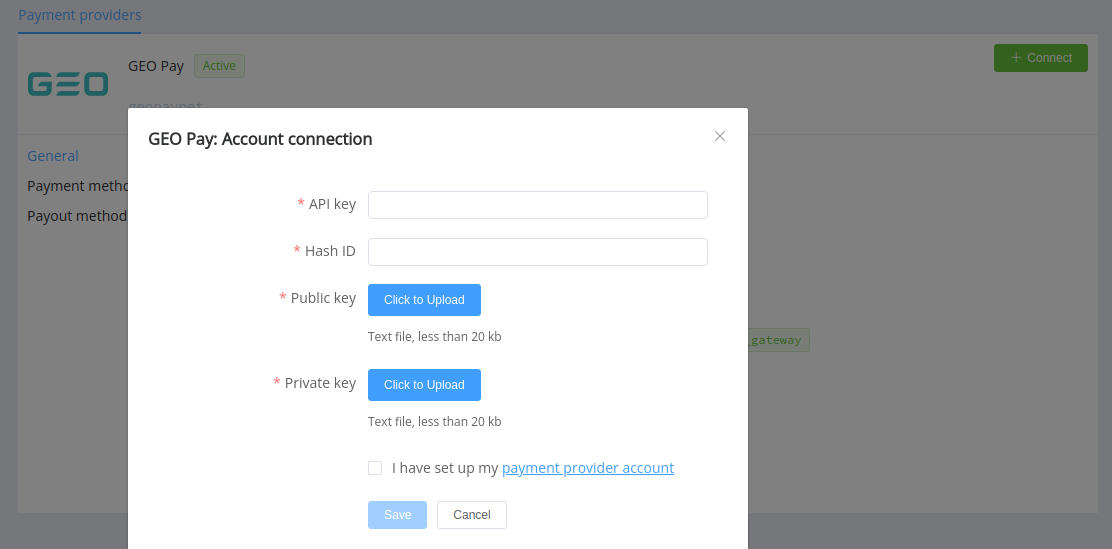 Payment providers
GEO
GEO Pay Active
+ Connect
geopaynet
GEO Pay: Account connection
General
Payment metho
Payout method
* API key
* Hash ID
* Public key Click to Upload
Text file, less than 20 kb
_gateway
* Private key Click to Upload
Text file, less than 20 kb
I have set up my payment provider account
Save Cancel